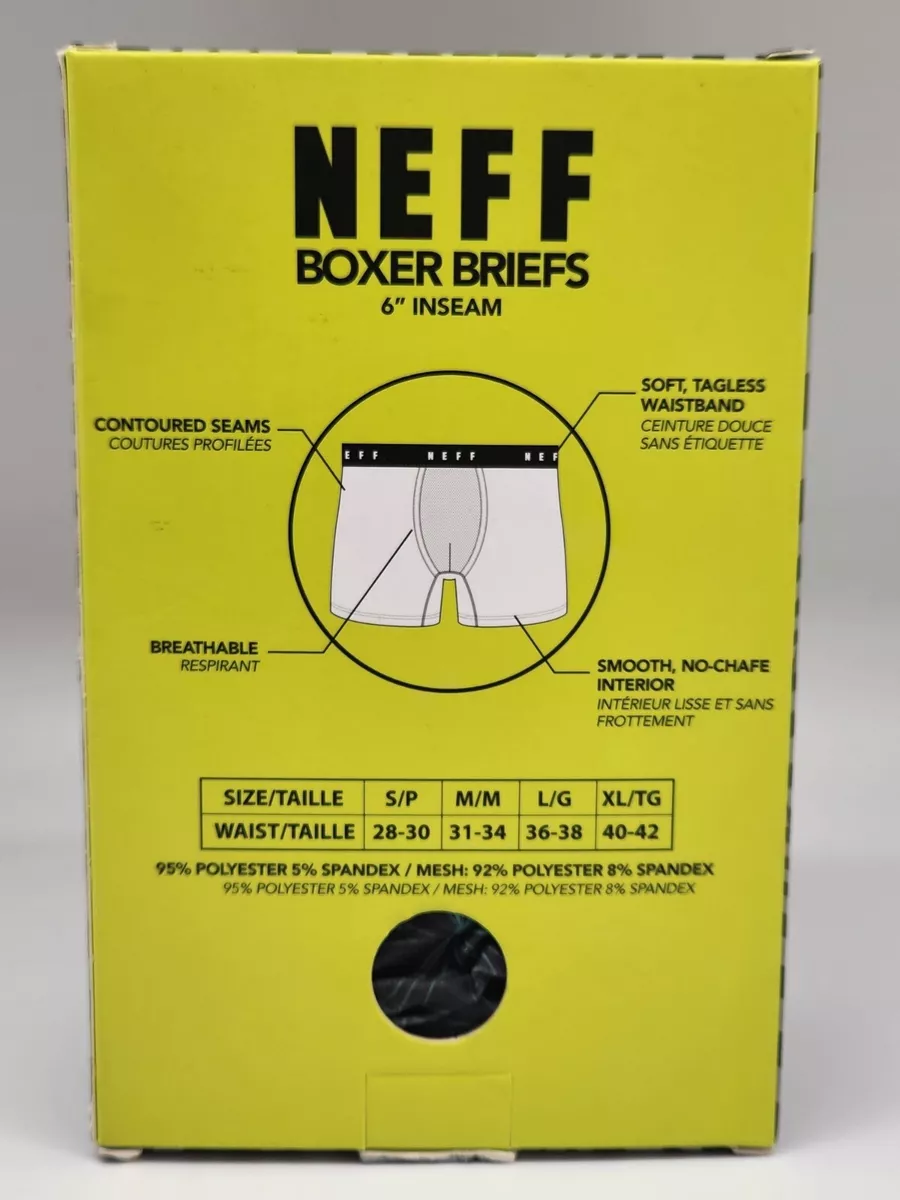 NEFF
BOXER BRIEFS
6” INSEAM
SOFT, TAGLESS
WAISTBAND
CEINTURE DOUCE
SANS ÉTIQUETTE
CONTOURED SEAMS
COUTURES PROFILÉES
EFF NEFF NEF
BREATHABLE
RESPIRANT
SMOOTH, NO-CHAFE
INTERIOR
INTÉRIEUR LISSE ET SANS
FROTTEMENT
SIZE/TAILLE S/P M/M L/G XL/TG
WAIST/TAILLE 28-30 31-34 36-38 40-42
95% POLYESTER 5% SPANDEX / MESH: 92% POLYESTER 8% SPANDEX
95% POLYESTER 5% SPANDEX / MESH: 92% POLYESTER 8% SPANDEX